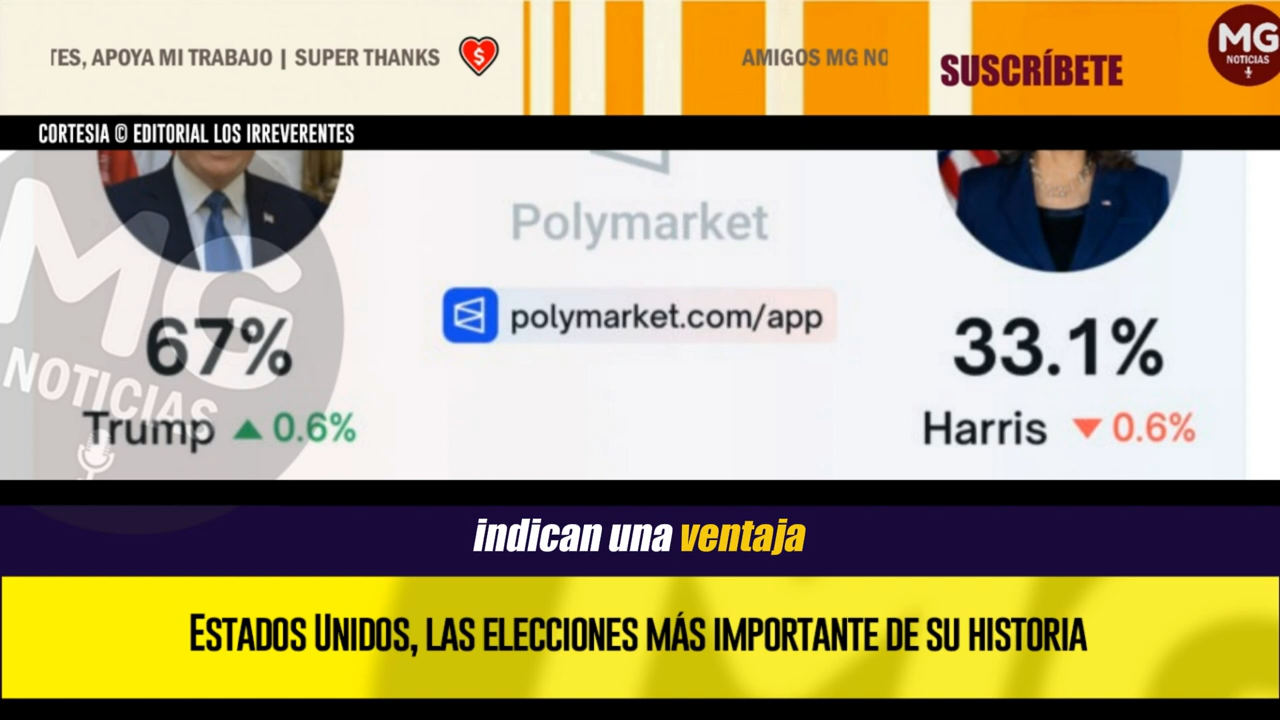 TES, APOYA MI TRABAJO | SUPER THANKS
AMIGOS MG NO
SUSCRÍBETE
MG
NOTICIAS
CORTESIA © EDITORIAL LOS IRREVERENTES
MG
NOTICIAS
Polymarket
polymarket.com/app
67%
33.1%
Trump ▲ 0.6%
Harris ▼ 0.6%
indican una ventaja
ESTADOS UNIDOS, LAS ELECCIONES MÁS IMPORTANTE DE SU HISTORIA